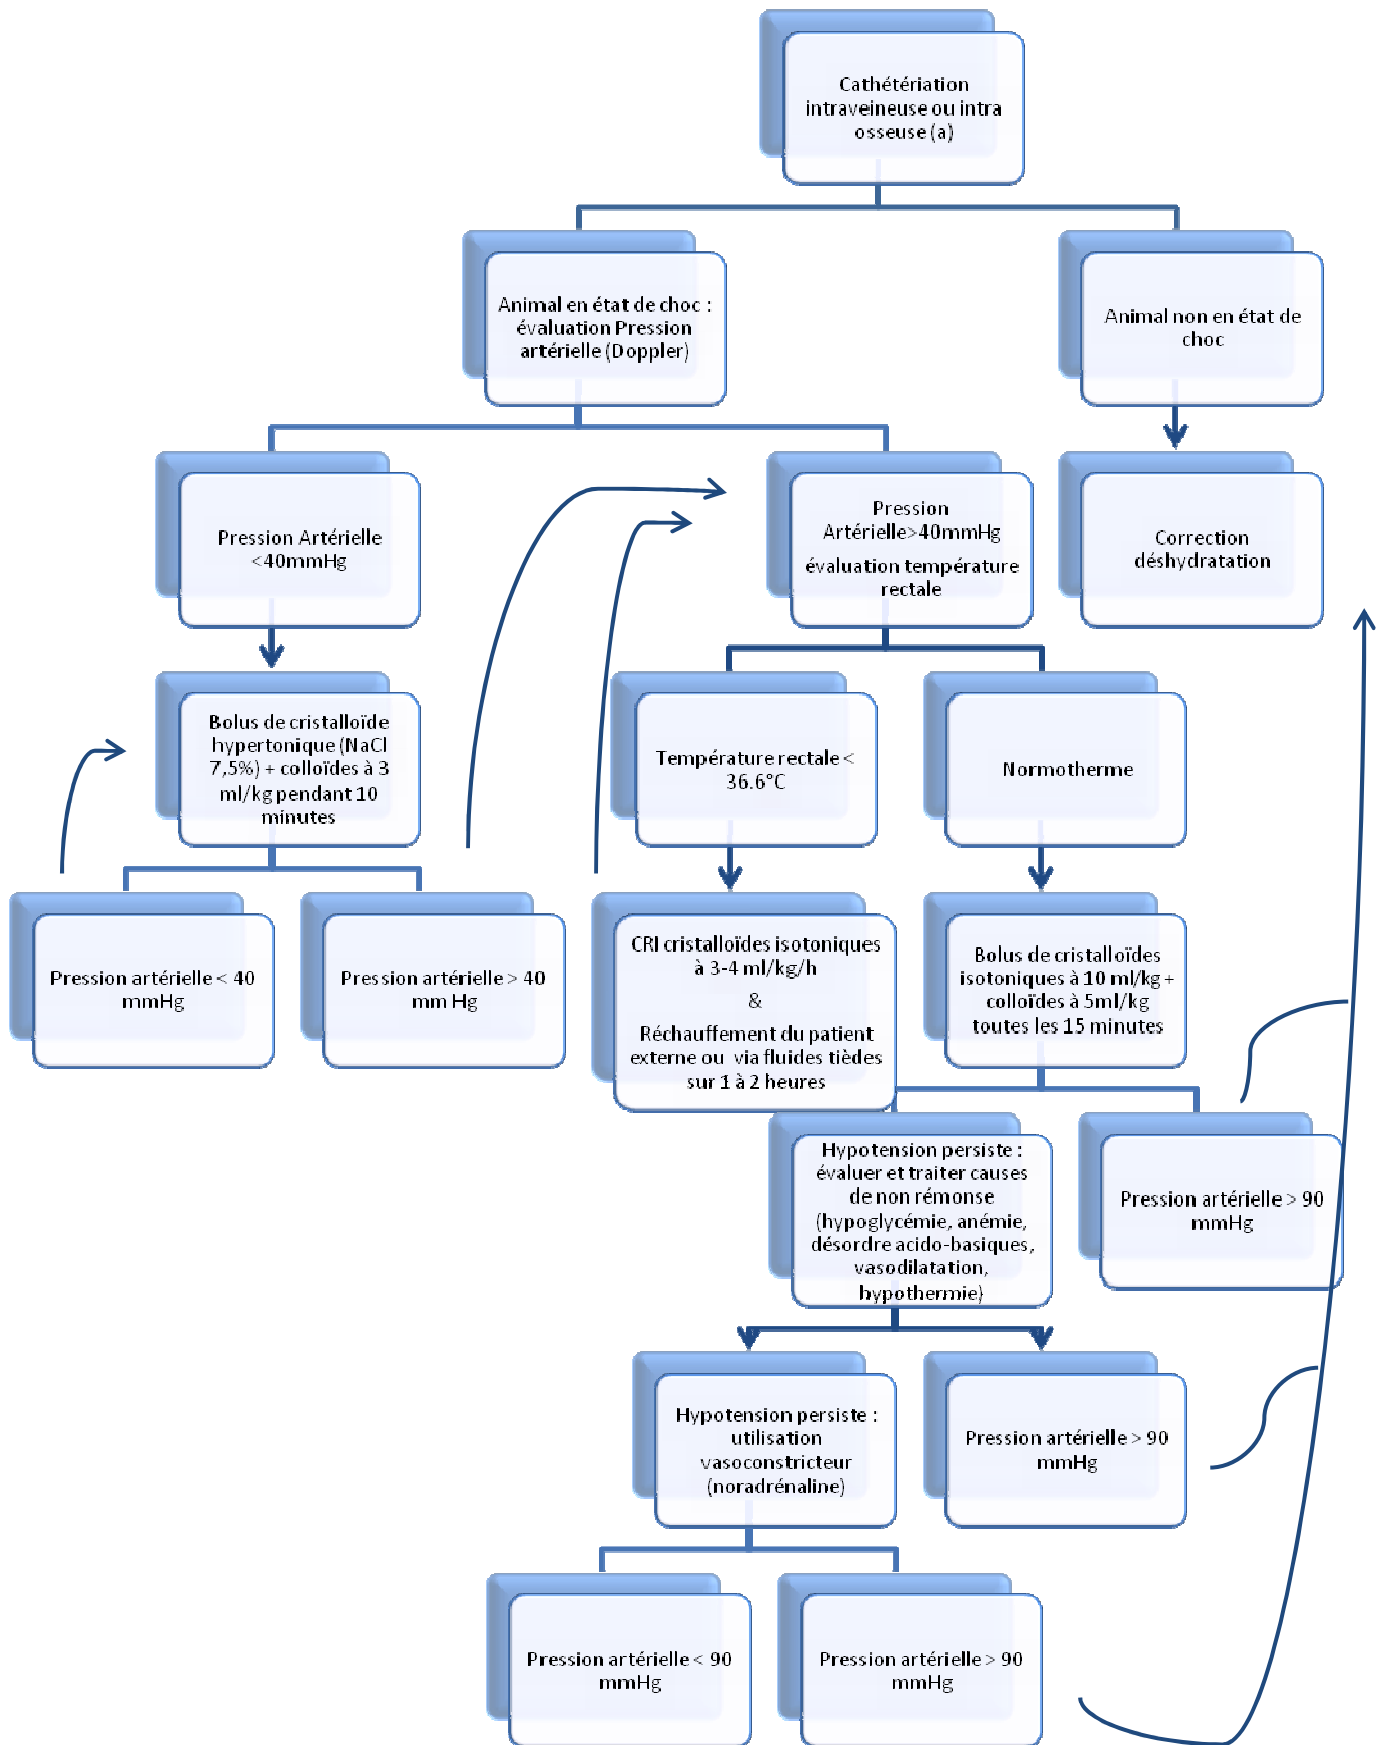 Cathétériation
intraveineuse ou intra
osseuse (a)
Animal en état de choc :
évaluation Pression
artérielle (Doppler)
Animal non en état de
choc
Pression Artérielle
<40mmHg
Pression
Artérielle>40mmHg
évaluation température
rectale
Correction
déshydratation
Bolus de cristalloïde
hypertonique (NaCl
7,5%) + colloïdes à 3
ml/kg pendant 10
minutes
Température rectale <
36.6°C
Normotherme
Pression artérielle < 40
mmHg
Pression artérielle > 40
mm Hg
CRI cristalloïdes isotoniques
à 3-4 ml/kg/h
&
Réchauffement du patient
externe ou via fluides tièdes
sur 1 à 2 heures
Bolus de cristalloïdes
isotoniques à 10 ml/kg +
colloïdes à 5ml/kg
toutes les 15 minutes
Hypotension persiste :
évaluer et traiter causes
de non rémonse
(hypoglycémie, anémie,
désordre acido-basiques,
vasodilatation,
hypothermie)
Pression artérielle > 90
mmHg
Hypotension persiste :
utilisation
vasoconstricteur
(noradrénaline)
Pression artérielle > 90
mmHg
Pression artérielle < 90
mmHg
Pression artérielle > 90
mmHg